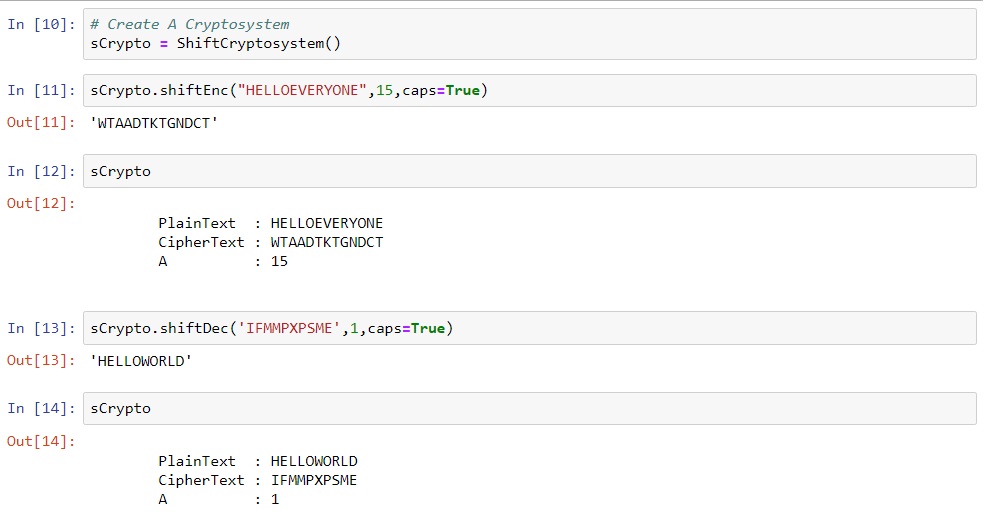 In [10]: # Create A Cryptosystem
sCrypto = ShiftCryptosystem()
In [11]: sCrypto.shiftEnc("HELLOEVERYONE",15,caps=True)
Out[11]: 'WTAADTKTGNDCT'
In [12]: sCrypto
Out[12]:
PlainText  : HELLOEVERYONE
CipherText : WTAADTKTGNDCT
A          : 15
In [13]: sCrypto.shiftDec('IFMMPXPSME',1,caps=True)
Out[13]: 'HELLOWORLD'
In [14]: sCrypto
Out[14]:
PlainText  : HELLOWORLD
CipherText : IFMMPXPSME
A          : 1